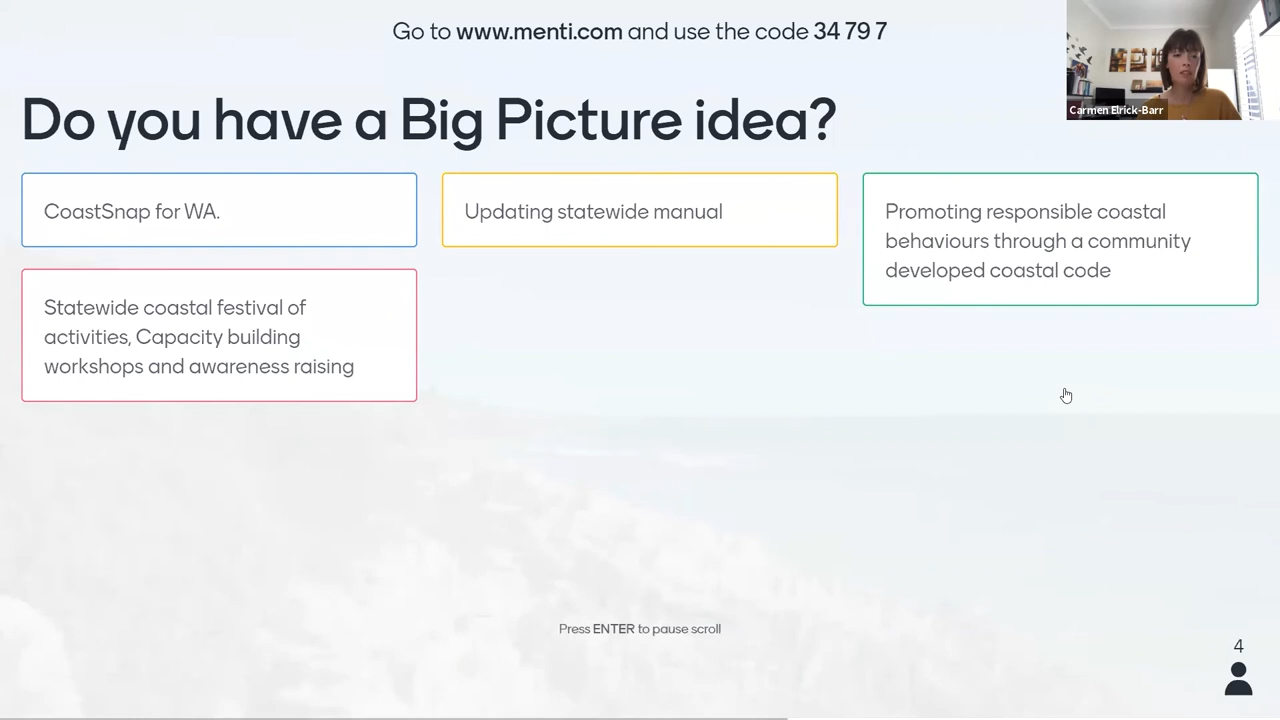 Go to www.menti.com and use the code 34 79 7
Carmen Elrick-Barr
Do you have a Big Picture idea?
CoastSnap for WA.
Updating statewide manual
Promoting responsible coastal
behaviours through a community
developed coastal code
Statewide coastal festival of
activities, Capacity building
workshops and awareness raising
Press ENTER to pause scroll
4